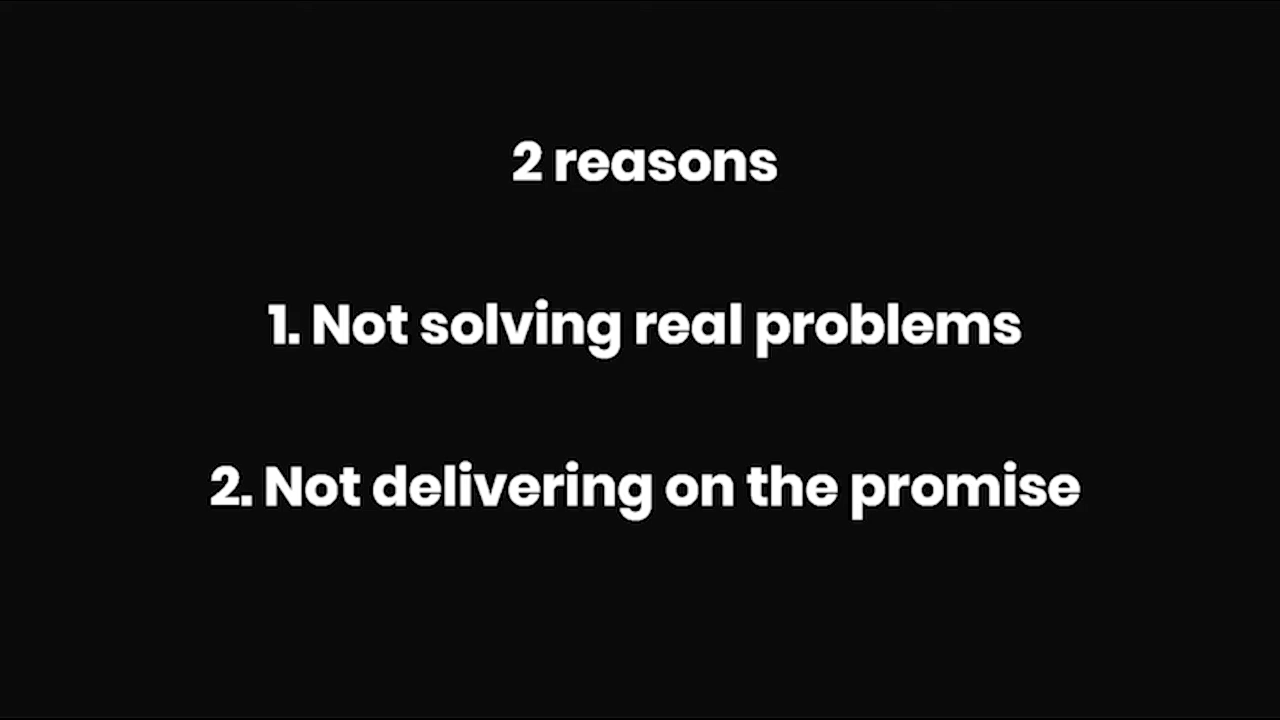 2 reasons
1. Not solving real problems
2. Not delivering on the promise